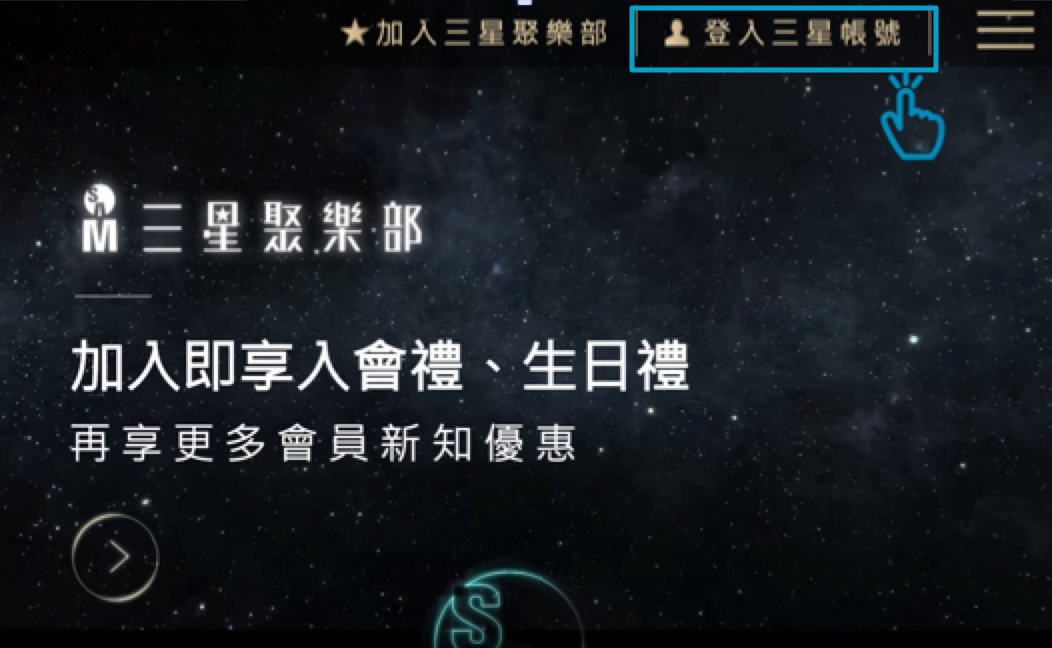 ★加入三星聚樂部
登入三星帳號
SAM 三星聚樂部
加入即享入會禮、生日禮
再享更多會員新知優惠
S